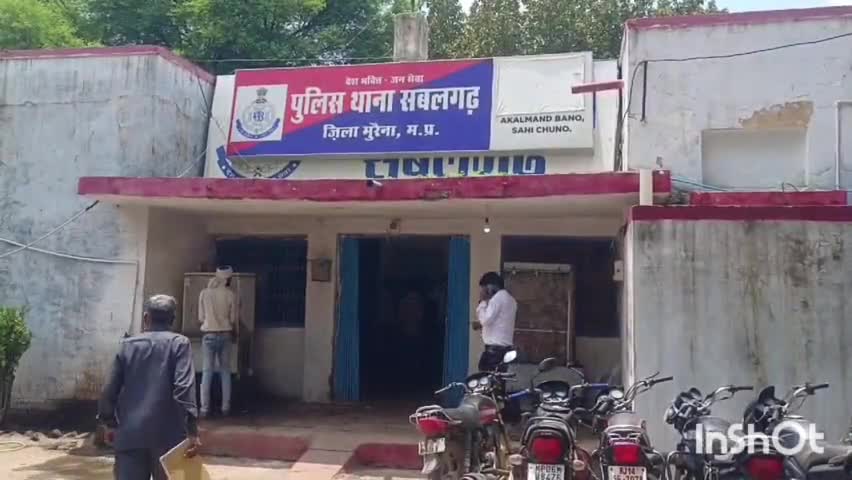 देश भक्ति - जन सेवा
पुलिस थाना सबलगढ़
ज़िला मुरैना, म.प्र.
AKALMAND BANO,
SAHI CHUNO.
InShOt